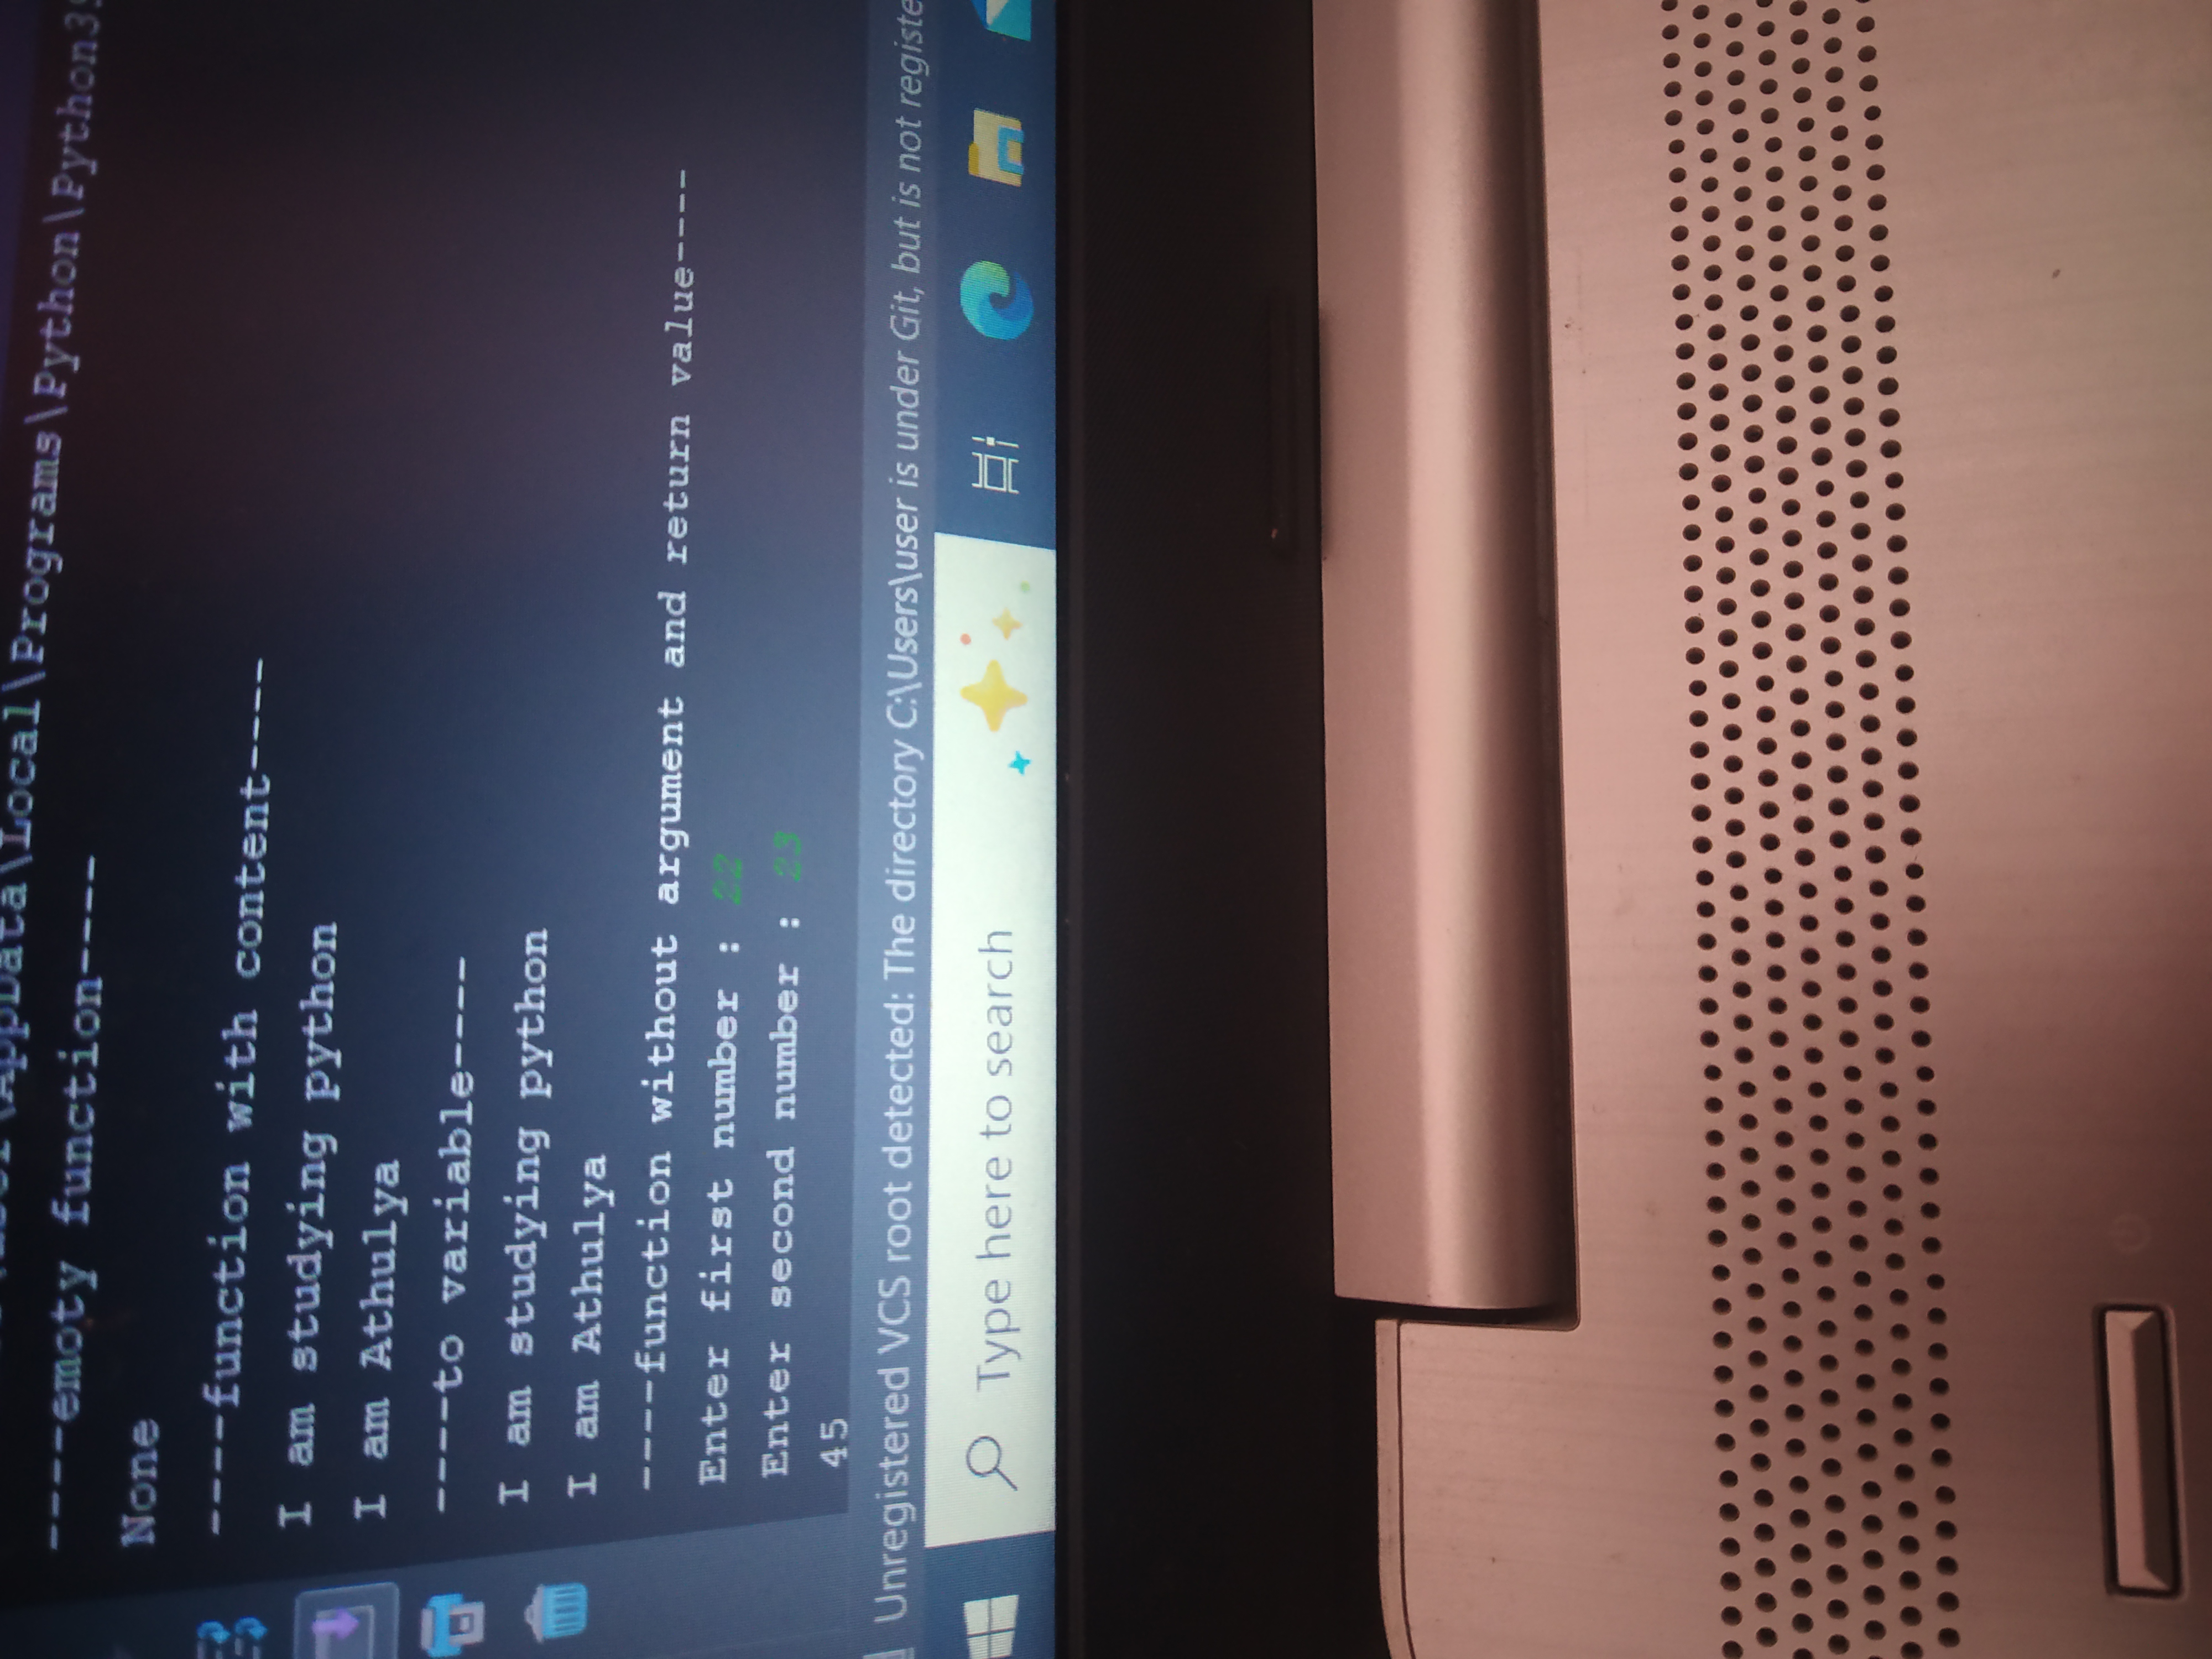 \AppData\Local\Programs\Python\Python39
----emoty function----
None
----function with content----
I am studying python
I am Athulya
----to variable----
I am studying python
I am Athulya
----function without argument and return value----
Enter first number : 22
Enter second number : 23
45
Unregistered VCS root detected: The directory C:\Users\user is under Git, but is not registe
Type here to search